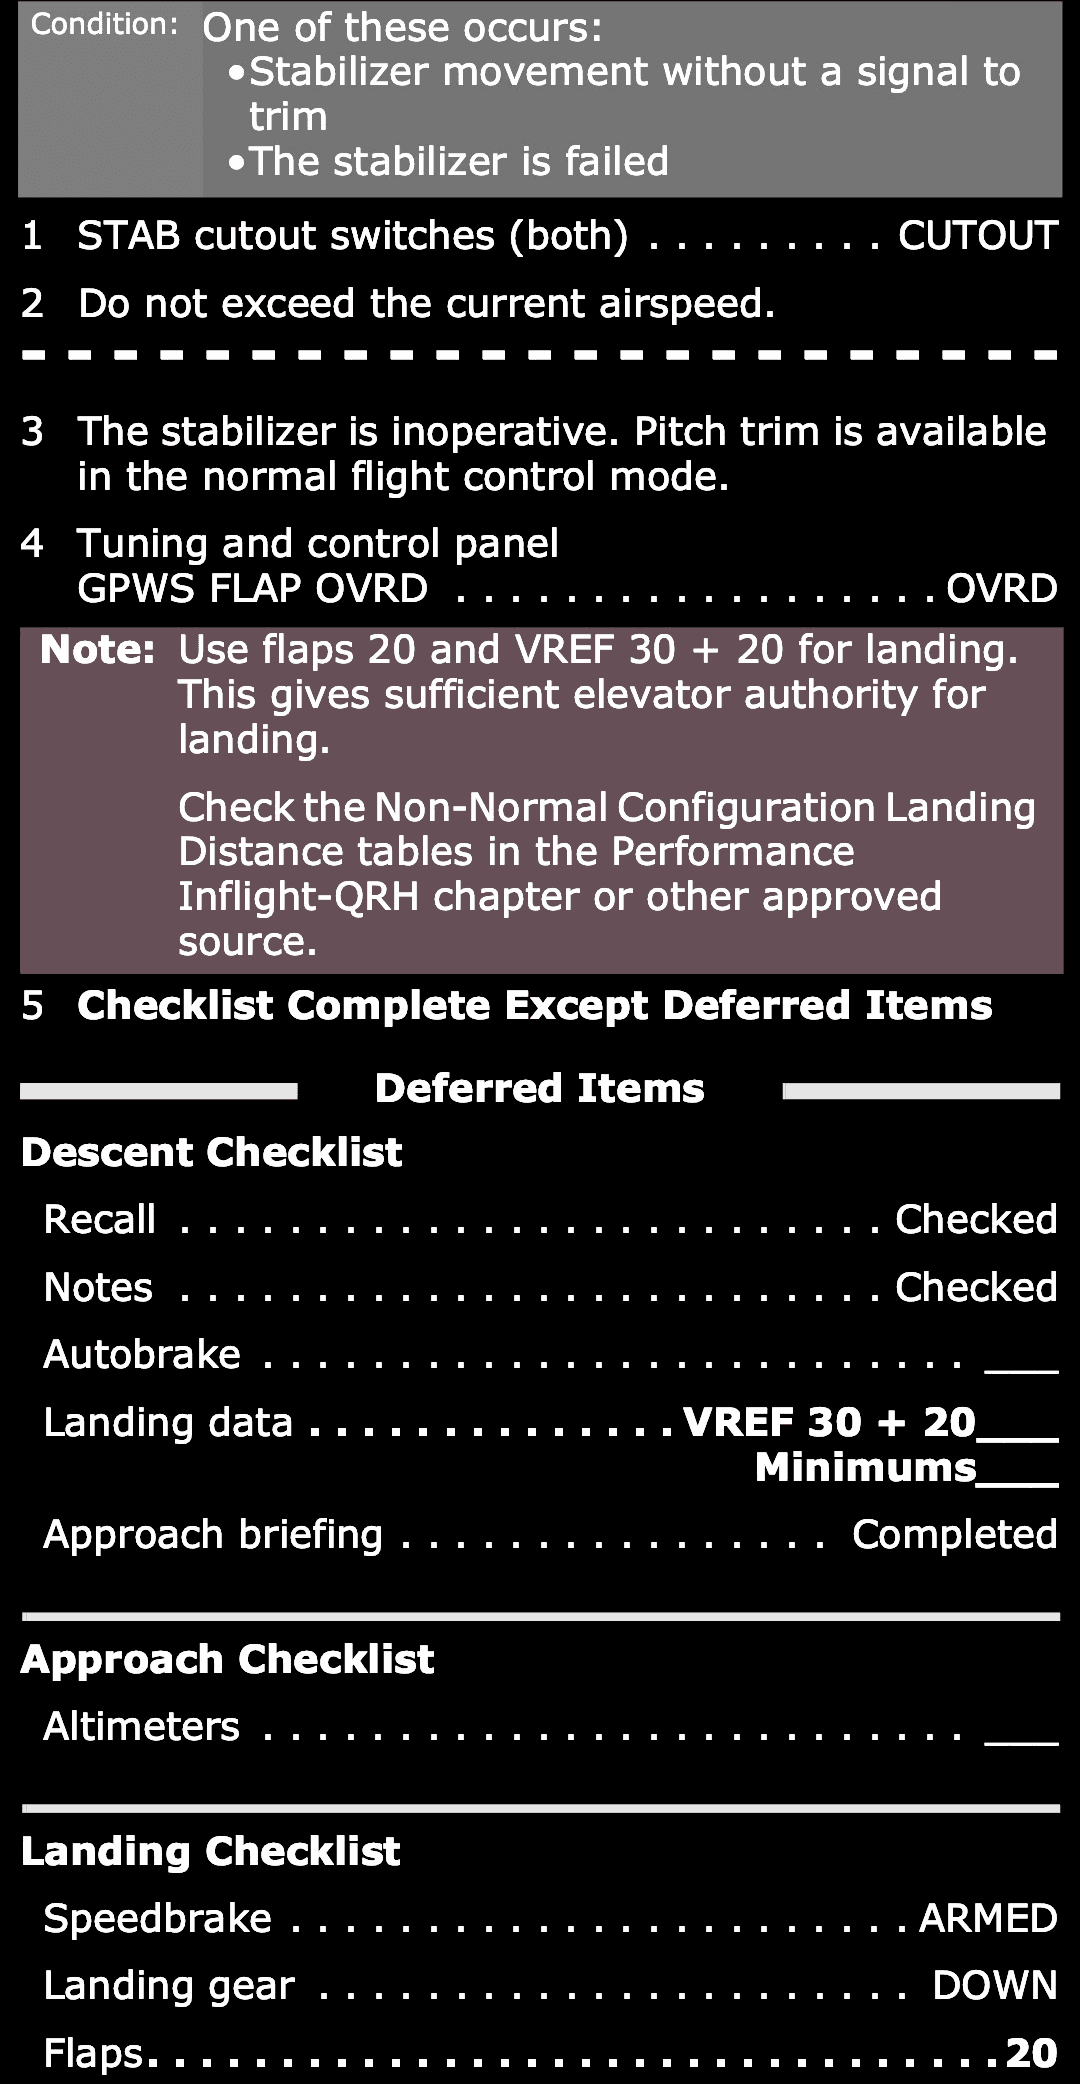 Condition: One of these occurs:
•Stabilizer movement without a signal to
trim
•The stabilizer is failed
1 STAB cutout switches (both) . . . . . . . . . CUTOUT
2 Do not exceed the current airspeed.
3 The stabilizer is inoperative. Pitch trim is available
in the normal flight control mode.
4 Tuning and control panel
GPWS FLAP OVRD . . . . . . . . . . . . . . . . . . OVRD
Note: Use flaps 20 and VREF 30 + 20 for landing.
This gives sufficient elevator authority for
landing.
Check the Non-Normal Configuration Landing
Distance tables in the Performance
Inflight-QRH chapter or other approved
source.
5 Checklist Complete Except Deferred Items
Deferred Items
Descent Checklist
Recall . . . . . . . . . . . . . . . . . . . . . . . . . . Checked
Notes . . . . . . . . . . . . . . . . . . . . . . . . . . Checked
Autobrake . . . . . . . . . . . . . . . . . . . . . . . . . . ___
Landing data . . . . . . . . . . . . . . VREF 30 + 20___
Minimums___
Approach briefing . . . . . . . . . . . . . . . . Completed
Approach Checklist
Altimeters . . . . . . . . . . . . . . . . . . . . . . . . . . ___
Landing Checklist
Speedbrake . . . . . . . . . . . . . . . . . . . . . . . ARMED
Landing gear . . . . . . . . . . . . . . . . . . . . . . DOWN
Flaps. . . . . . . . . . . . . . . . . . . . . . . . . . . . . . . . 20